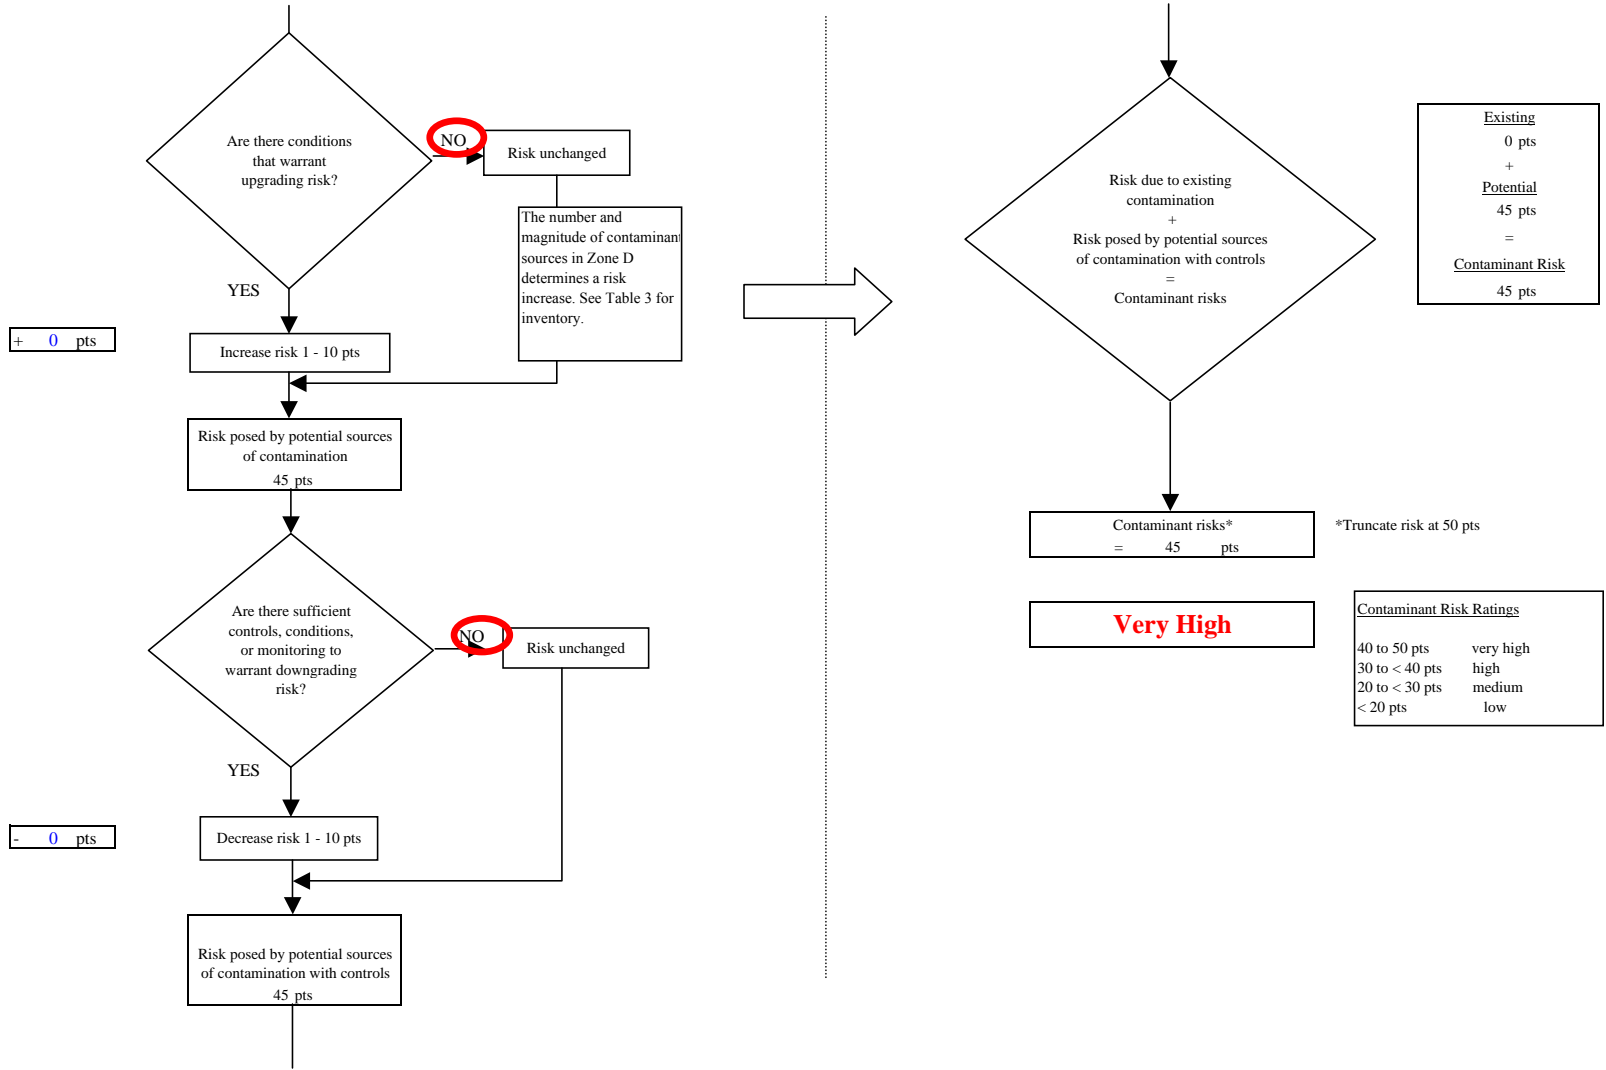 Are there conditions
that warrant
upgrading risk?
NO
Risk unchanged
The number and
magnitude of contaminant
sources in Zone D
determines a risk
increase. See Table 3 for
inventory.
YES
+ 0 pts
Increase risk 1 - 10 pts
Risk posed by potential sources
of contamination
45 pts
Are there sufficient
controls, conditions,
or monitoring to
warrant downgrading
risk?
NO
Risk unchanged
YES
- 0 pts
Decrease risk 1 - 10 pts
Risk posed by potential sources
of contamination with controls
45 pts
Risk due to existing
contamination
+
Risk posed by potential sources
of contamination with controls
=
Contaminant risks
Existing
0 pts
+
Potential
45 pts
=
Contaminant Risk
45 pts
Contaminant risks*
= 45 pts
*Truncate risk at 50 pts
Very High
Contaminant Risk Ratings
40 to 50 pts very high
30 to < 40 pts high
20 to < 30 pts medium
< 20 pts low